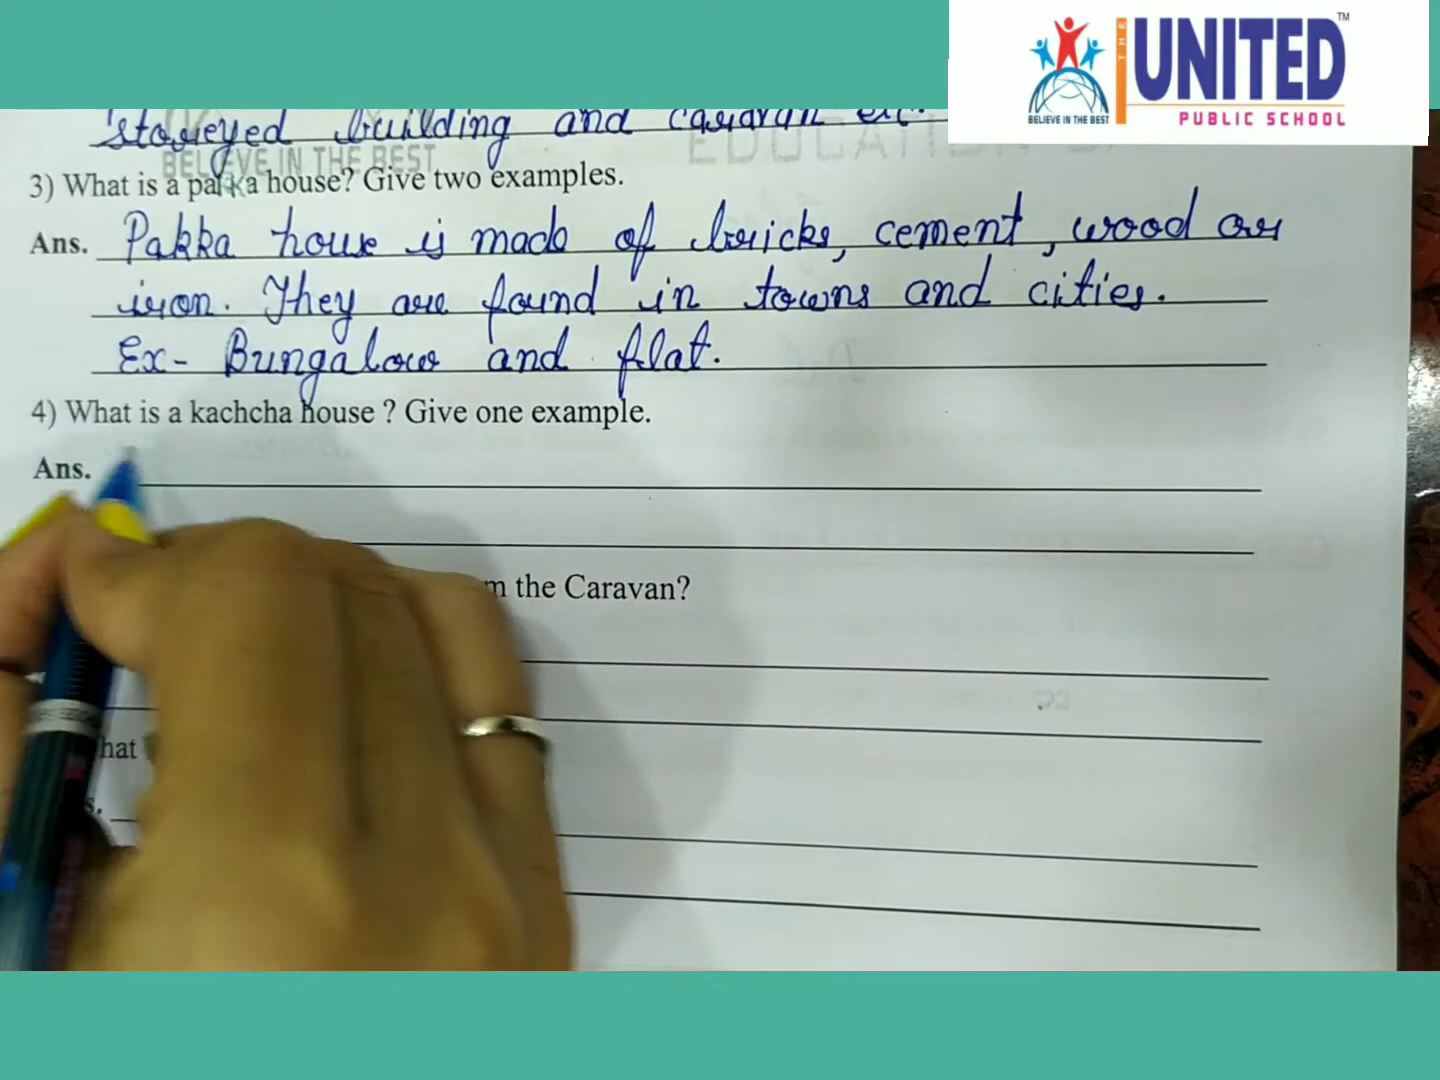 THE UNITED™
PUBLIC SCHOOL
BELIEVE IN THE BEST
storeyed building and caravan etc.
BELIEVE IN THE BEST
3) What is a pakka house? Give two examples.
Ans. Pakka house is made of bricks, cement, wood or
iron. They are found in towns and cities.
Ex- Bungalow and flat.
4) What is a kachcha house ? Give one example.
Ans.
the Caravan?
hat